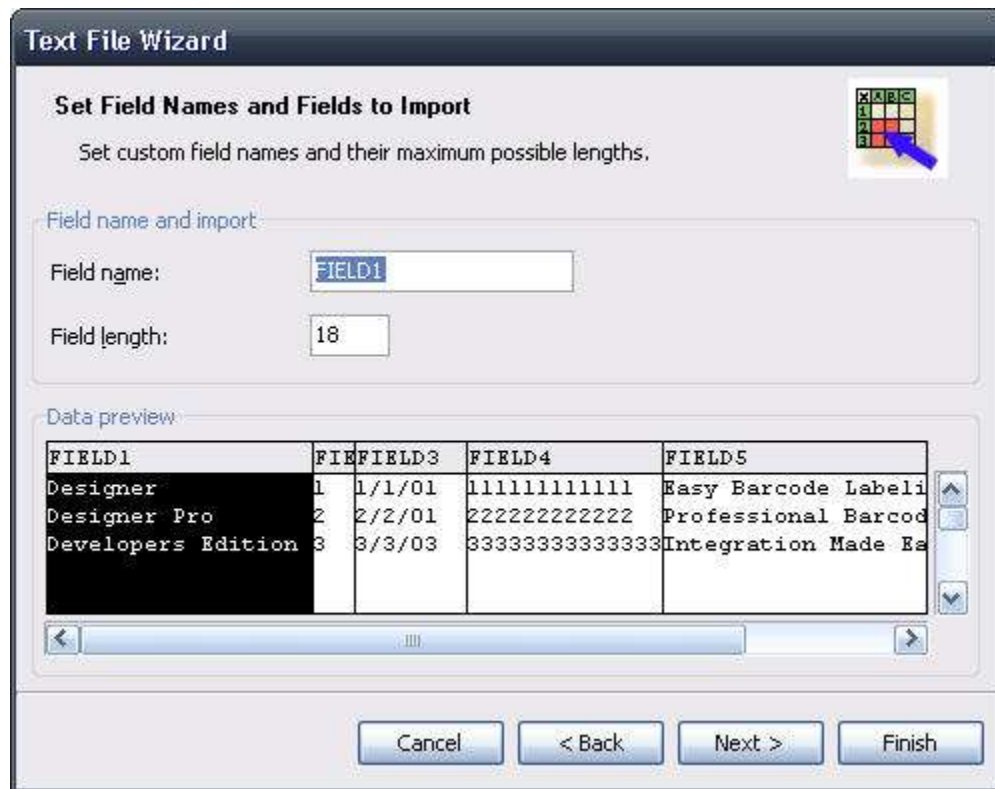 Text File Wizard
Set Field Names and Fields to Import
Set custom field names and their maximum possible lengths.
X A B C
1
2
3
Field name and import
Field name: FIELD1
Field length: 18
Data preview
FIELD1 FIE FIELD3 FIELD4 FIELD5
Designer 1 1/1/01 111111111111 Easy Barcode Labeli
Designer Pro 2 2/2/01 222222222222 Professional Barcod
Developers Edition 3 3/3/03 33333333333333 Integration Made Ea
Cancel < Back Next > Finish